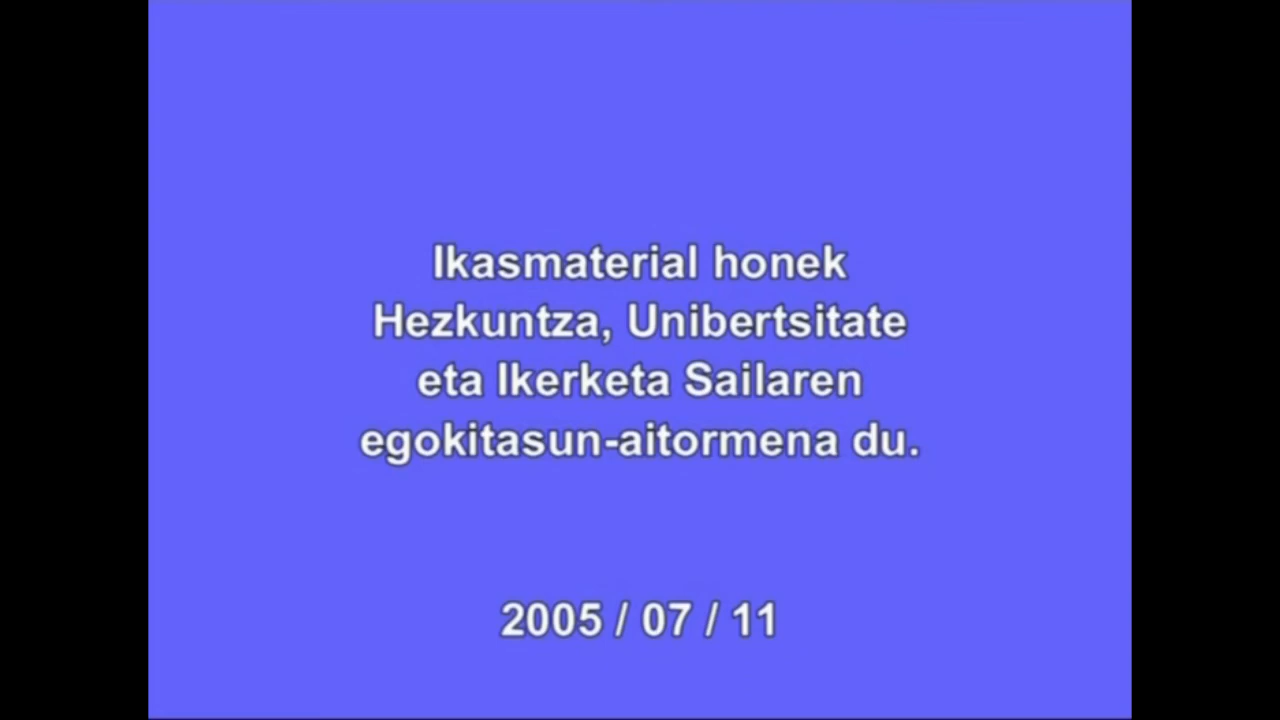 Ikasmaterial honek
Hezkuntza, Unibertsitate
eta Ikerketa Sailaren
egokitasun-aitormena du.
2005 / 07 / 11